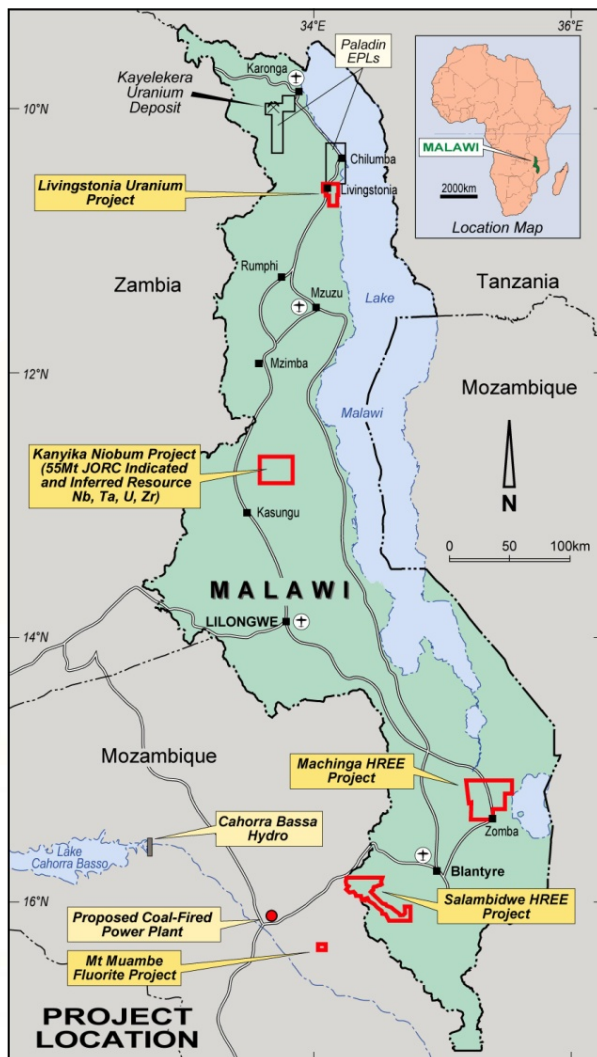 34°E
36°E
10°N
12°N
14°N
16°N
Karonga
Paladin
EPLs
Kayelekera
Uranium
Deposit
Chilumba
Livingstonia Uranium
Project
Livingstonia
MALAWI
2000km
Location Map
Zambia
Rumphi
Mzuzu
Lake
Tanzania
Mzimba
Malawi
Mozambique
Kanyika Niobum Project
(55Mt JORC Indicated
and Inferred Resource
Nb, Ta, U, Zr)
N
Kasungu
0 50 100km
MALAWI
LILONGWE
Mozambique
Machinga HREE
Project
Zomba
Cahorra Bassa
Hydro
Lake
Cahorra Basso
Blantyre
Salambidwe HREE
Project
Proposed Coal-Fired
Power Plant
Mt Muambe
Fluorite Project
PROJECT
LOCATION